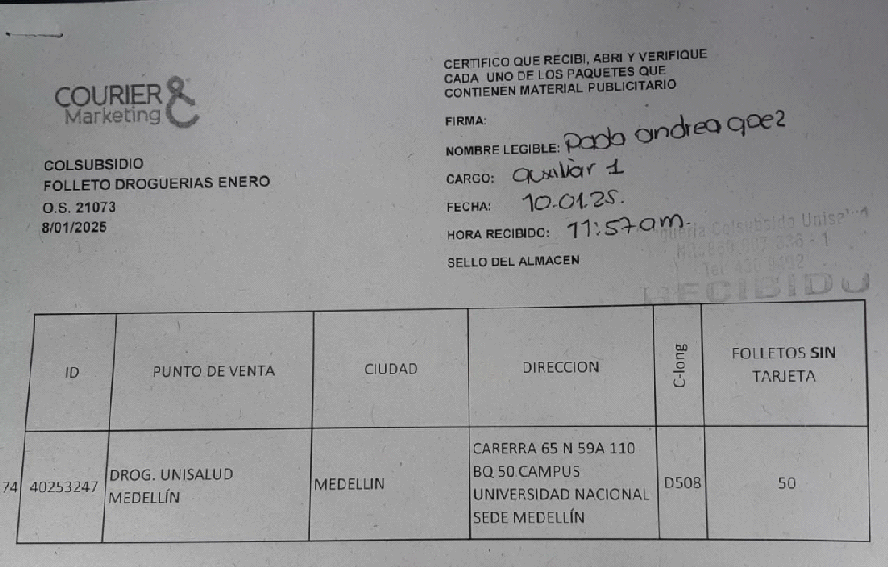 COURIER &
Marketing
COLSUBSIDIO
FOLLETO DROGUERIAS ENERO
O.S. 21073
8/01/2025
CERTIFICO QUE RECIBI, ABRI Y VERIFIQUE
CADA UNO DE LOS PAQUETES QUE
CONTIENEN MATERIAL PUBLICITARIO
FIRMA:
NOMBRE LEGIBLE: andrea
CARGO: auxiliar 1
FECHA: 10.01.25.
HORA RECIBIDO: 11:57am.
SELLO DEL ALMACEN
Colsubsidio
RECIBIDO
ID
PUNTO DE VENTA
CIUDAD
DIRECCION
C-long
FOLLETOS SIN
TARJETA
74 40253247
DROG. UNISALUD
MEDELLÍN
MEDELLIN
CARERRA 65 N 59A 110
BQ 50 CAMPUS
UNIVERSIDAD NACIONAL
SEDE MEDELLÍN
D508
50